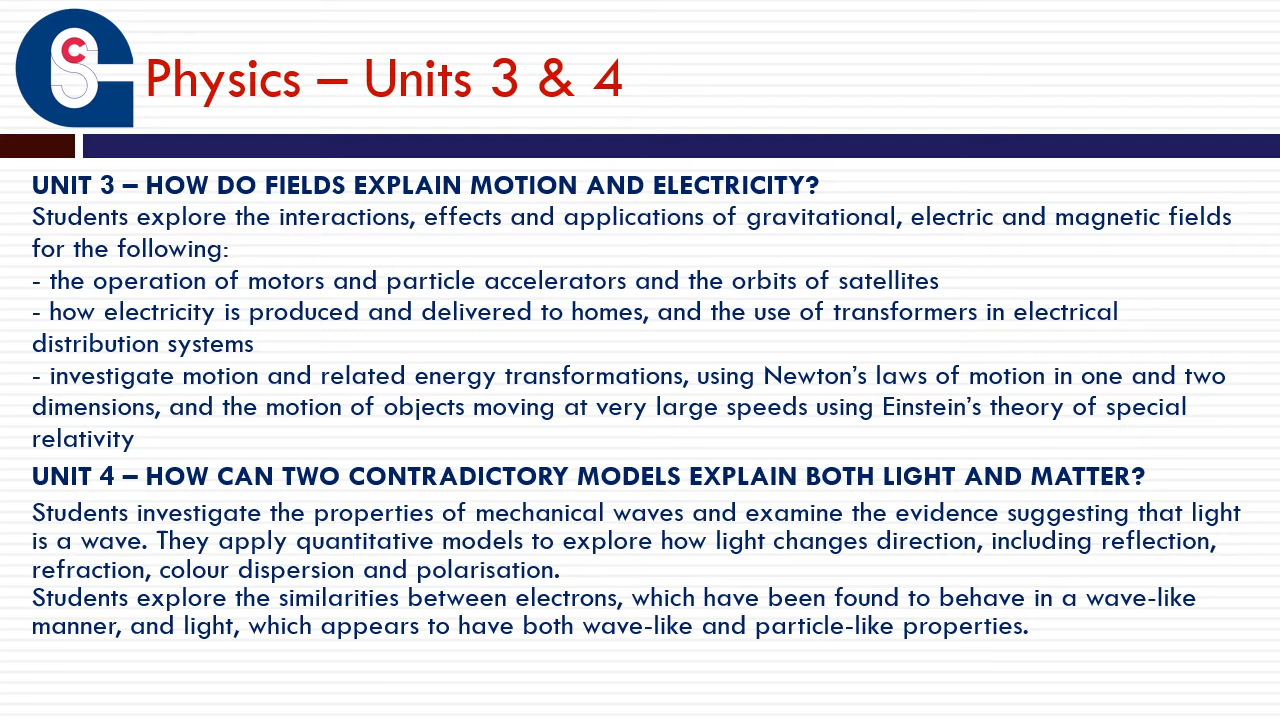 CS
Physics – Units 3 & 4
UNIT 3 – HOW DO FIELDS EXPLAIN MOTION AND ELECTRICITY?
Students explore the interactions, effects and applications of gravitational, electric and magnetic fields
for the following:
- the operation of motors and particle accelerators and the orbits of satellites
- how electricity is produced and delivered to homes, and the use of transformers in electrical
distribution systems
- investigate motion and related energy transformations, using Newton’s laws of motion in one and two
dimensions, and the motion of objects moving at very large speeds using Einstein’s theory of special
relativity
UNIT 4 – HOW CAN TWO CONTRADICTORY MODELS EXPLAIN BOTH LIGHT AND MATTER?
Students investigate the properties of mechanical waves and examine the evidence suggesting that light
is a wave. They apply quantitative models to explore how light changes direction, including reflection,
refraction, colour dispersion and polarisation.
Students explore the similarities between electrons, which have been found to behave in a wave-like
manner, and light, which appears to have both wave-like and particle-like properties.